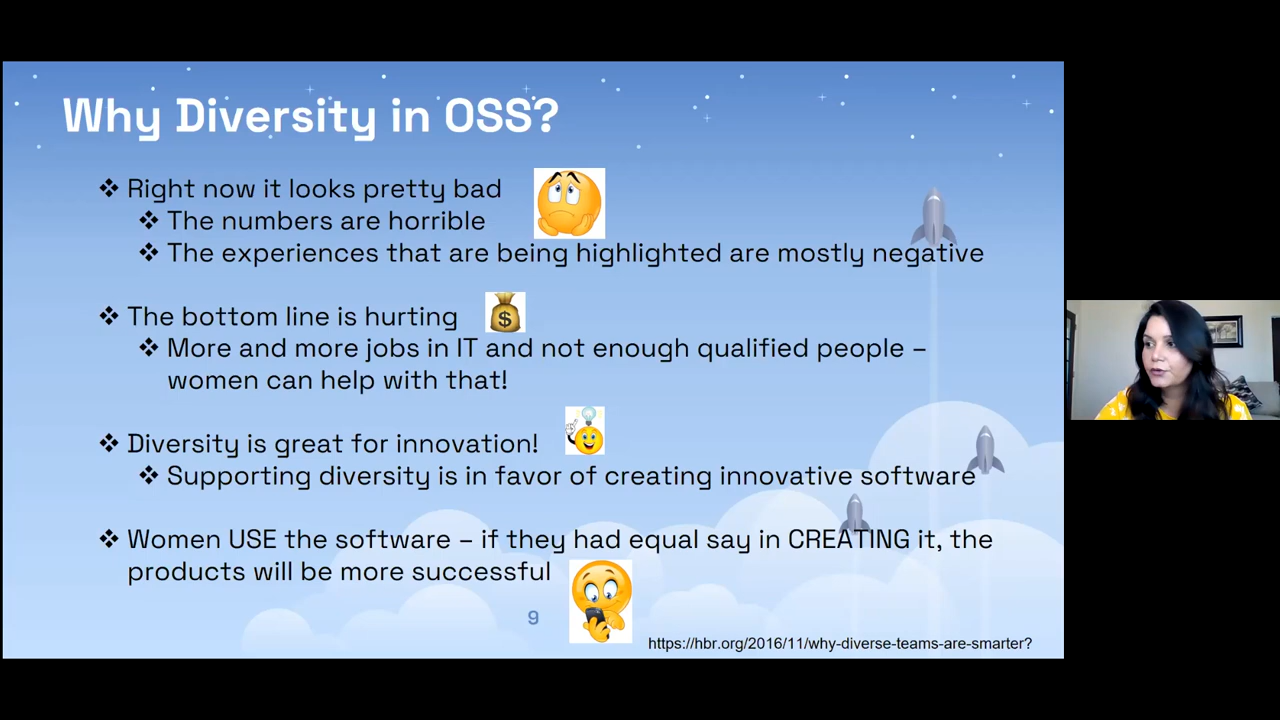 Why Diversity in OSS?
❖ Right now it looks pretty bad
❖ The numbers are horrible
❖ The experiences that are being highlighted are mostly negative
❖ The bottom line is hurting
$
❖ More and more jobs in IT and not enough qualified people –
women can help with that!
❖ Diversity is great for innovation!
❖ Supporting diversity is in favor of creating innovative software
❖ Women USE the software – if they had equal say in CREATING it, the
products will be more successful
9
https://hbr.org/2016/11/why-diverse-teams-are-smarter?